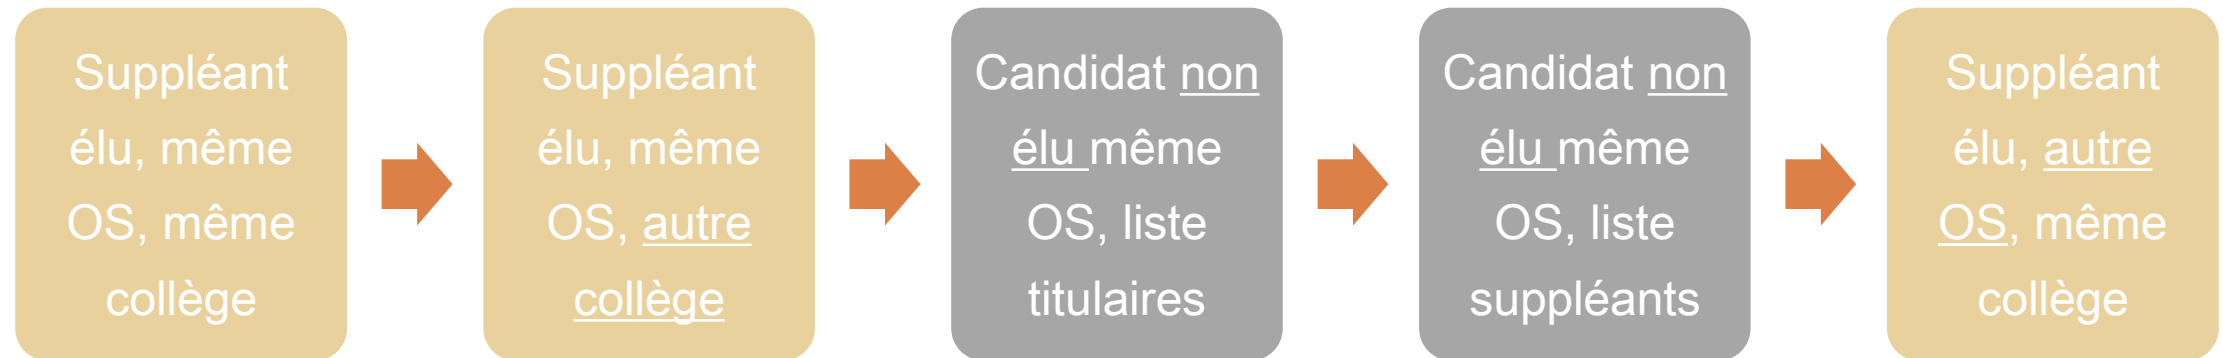 Suppléant
élu, même
OS, même
collège
Suppléant
élu, même
OS, autre
collège
Candidat non
élu même
OS, liste
titulaires
Candidat non
élu même
OS, liste
suppléants
Suppléant
élu, autre
OS, même
collège